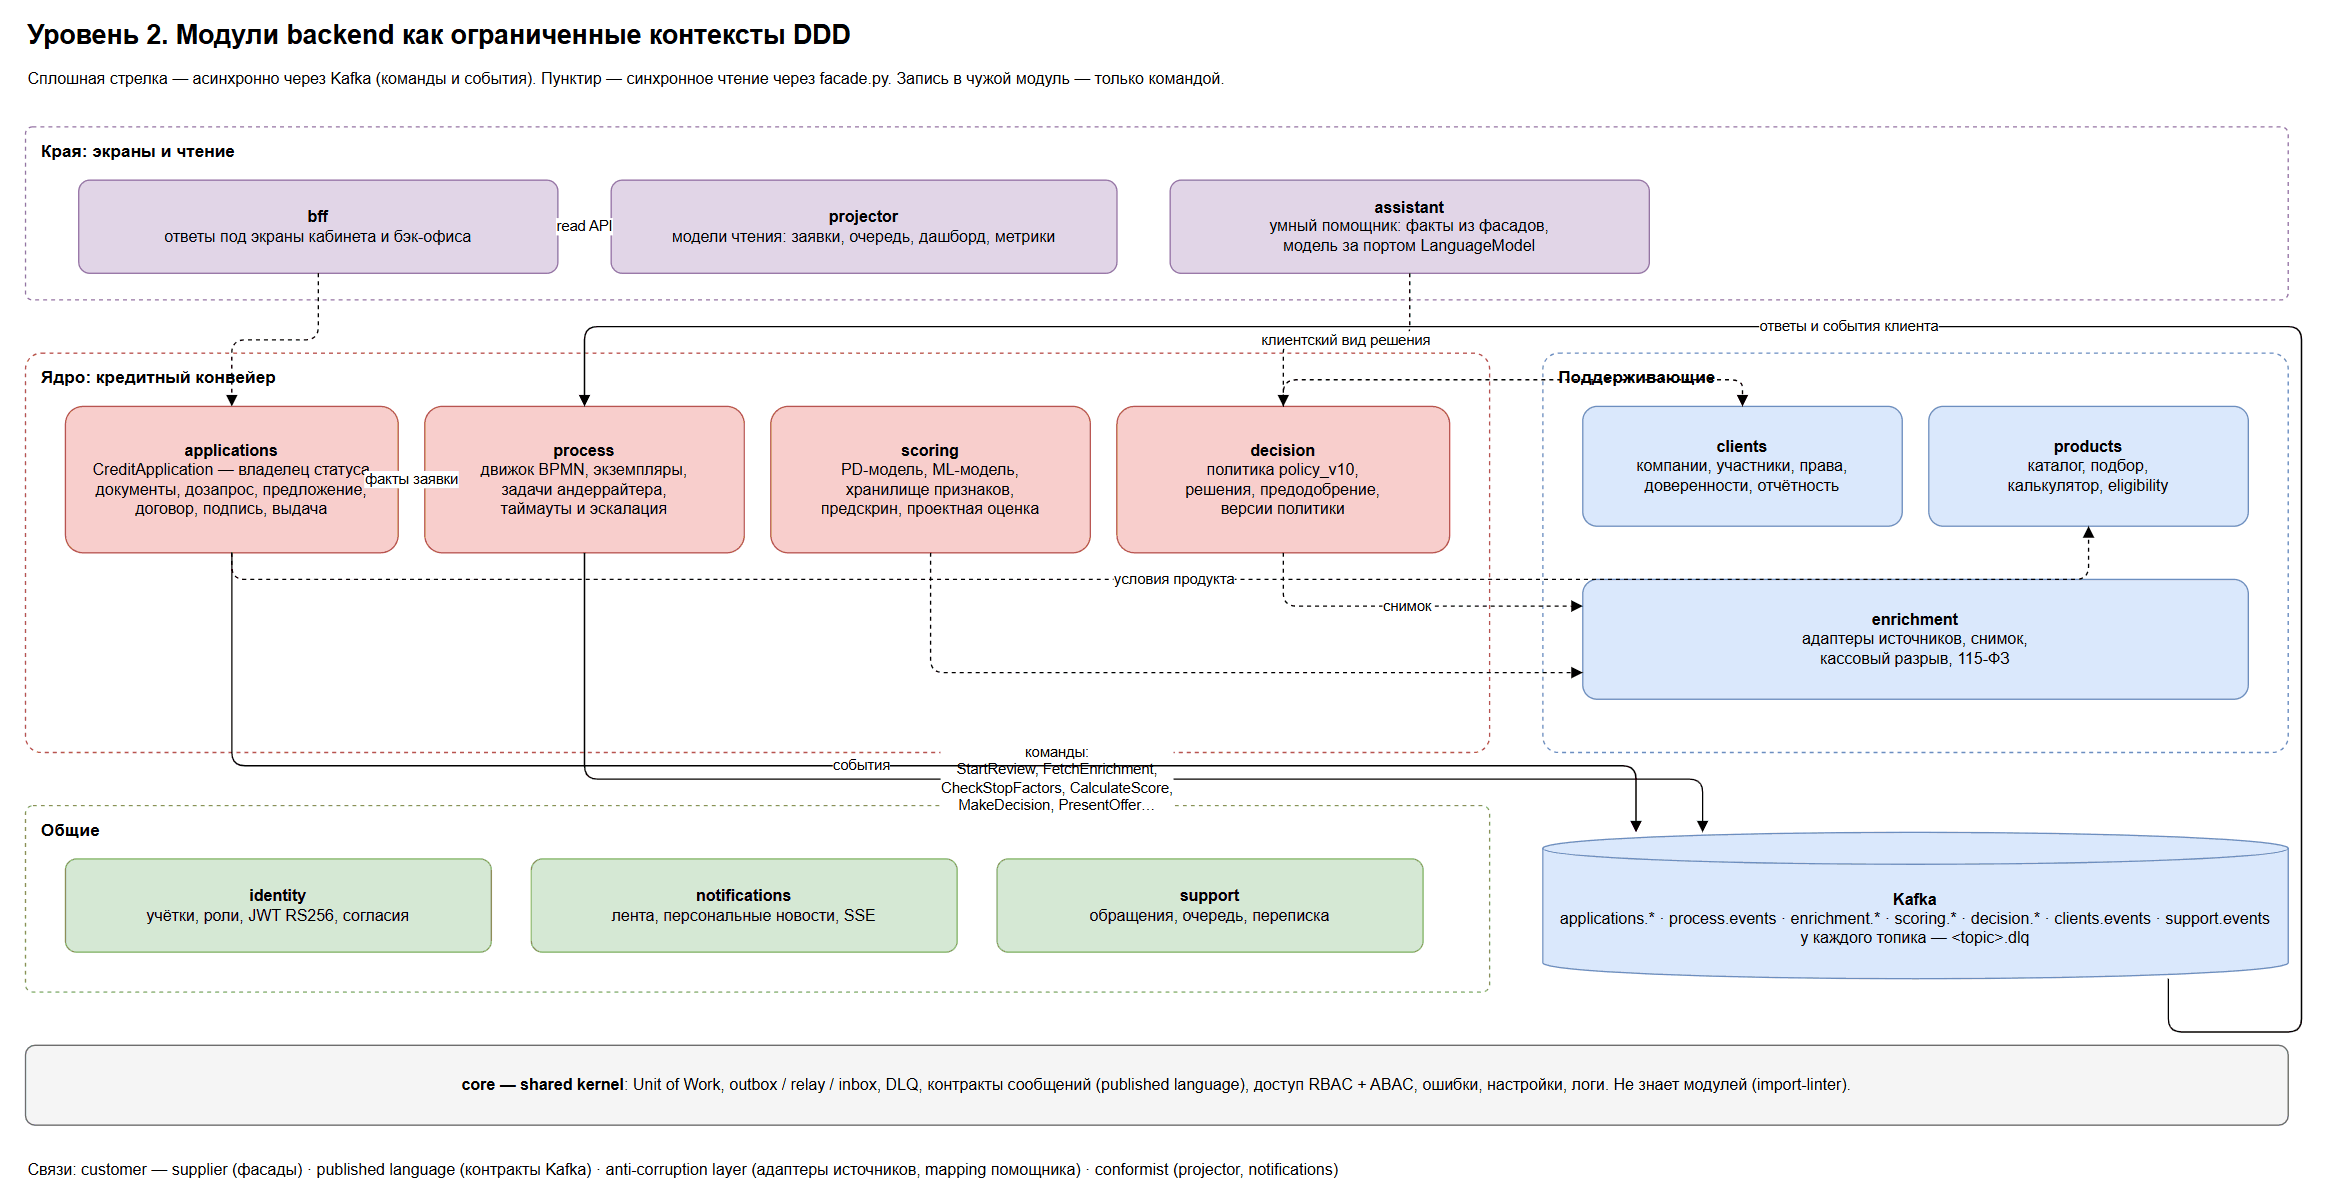 Уровень 2. Модули backend как ограниченные контексты DDD
Сплошная стрелка — асинхронно через Kafka (команды и события). Пунктир — синхронное чтение через facade.py. Запись в чужой модуль — только командой.
Края: экраны и чтение
bff
ответы под экраны кабинета и бэк-офиса
read API
projector
модели чтения: заявки, очередь, дашборд, метрики
assistant
умный помощник: факты из фасадов,
модель за портом LanguageModel
ответы и события клиента
клиентский вид решения
Ядро: кредитный конвейер
applications
CreditApplication — владелец статуса,
документы, дозапрос, предложение,
договор, подпись, выдача
факты заявки
process
движок BPMN, экземпляры,
задачи андеррайтера,
таймауты и эскалация
scoring
PD-модель, ML-модель,
хранилище признаков,
предскрин, проектная оценка
decision
политика policy_v10,
решения, предодобрение,
версии политики
Поддерживающие
clients
компании, участники, права,
доверенности, отчётность
products
каталог, подбор,
калькулятор, eligibility
условия продукта
снимок
enrichment
адаптеры источников, снимок,
кассовый разрыв, 115-ФЗ
события
команды:
StartReview, FetchEnrichment,
CheckStopFactors, CalculateScore,
MakeDecision, PresentOffer…
Общие
identity
учётки, роли, JWT RS256, согласия
notifications
лента, персональные новости, SSE
support
обращения, очередь, переписка
Kafka
applications.* · process.events · enrichment.* · scoring.* · decision.* · clients.events · support.events
у каждого топика — <topic>.dlq
core — shared kernel: Unit of Work, outbox / relay / inbox, DLQ, контракты сообщений (published language), доступ RBAC + ABAC, ошибки, настройки, логи. Не знает модулей (import-linter).
Связи: customer — supplier (фасады) · published language (контракты Kafka) · anti-corruption layer (адаптеры источников, mapping помощника) · conformist (projector, notifications)